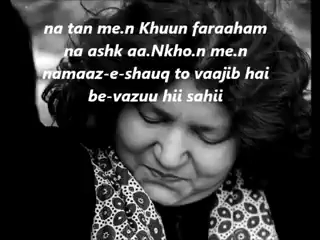 na tan me.n Khuun faraaham
na ashk aa.Nkho.n me.n
namaaz-e-shauq to vaajib hai
be-vazuu hii sahii